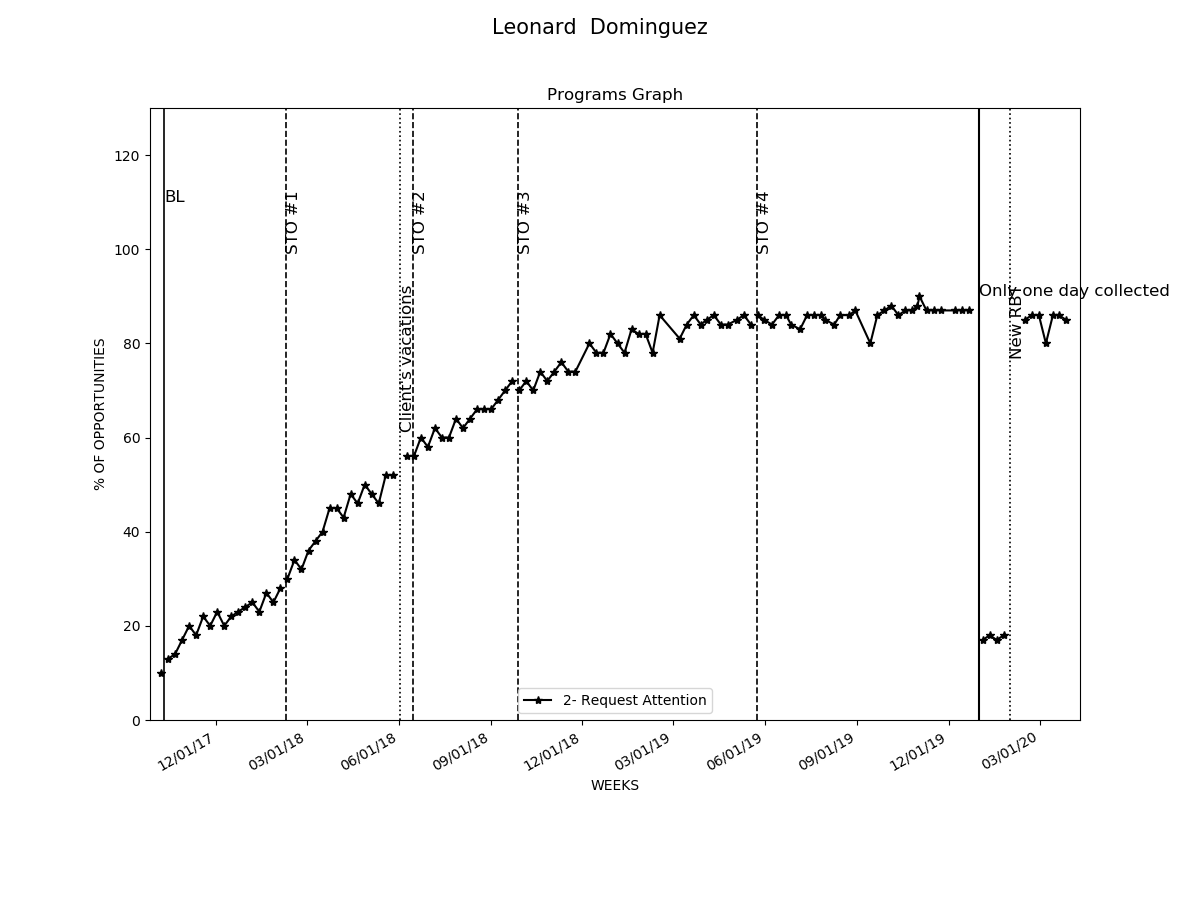 Leonard  Dominguez
Programs Graph
% OF OPPORTUNITIES
120
100
80
60
40
20
0
BL
STO #1
Client's Vacations
STO #2
STO #3
STO #4
Only one day collected
New RBT
2- Request Attention
12/01/17
03/01/18
06/01/18
09/01/18
12/01/18
03/01/19
06/01/19
09/01/19
12/01/19
03/01/20
WEEKS